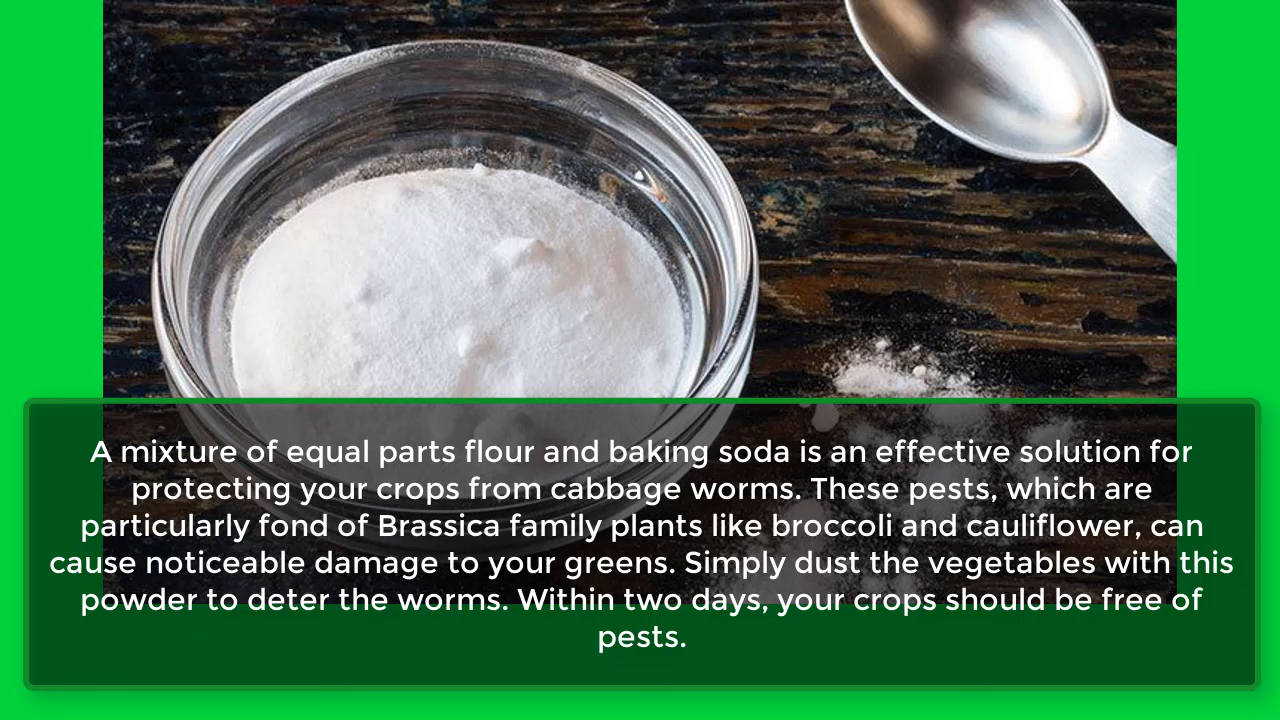 A mixture of equal parts flour and baking soda is an effective solution for
protecting your crops from cabbage worms. These pests, which are
particularly fond of Brassica family plants like broccoli and cauliflower, can
cause noticeable damage to your greens. Simply dust the vegetables with this
powder to deter the worms. Within two days, your crops should be free of
pests.